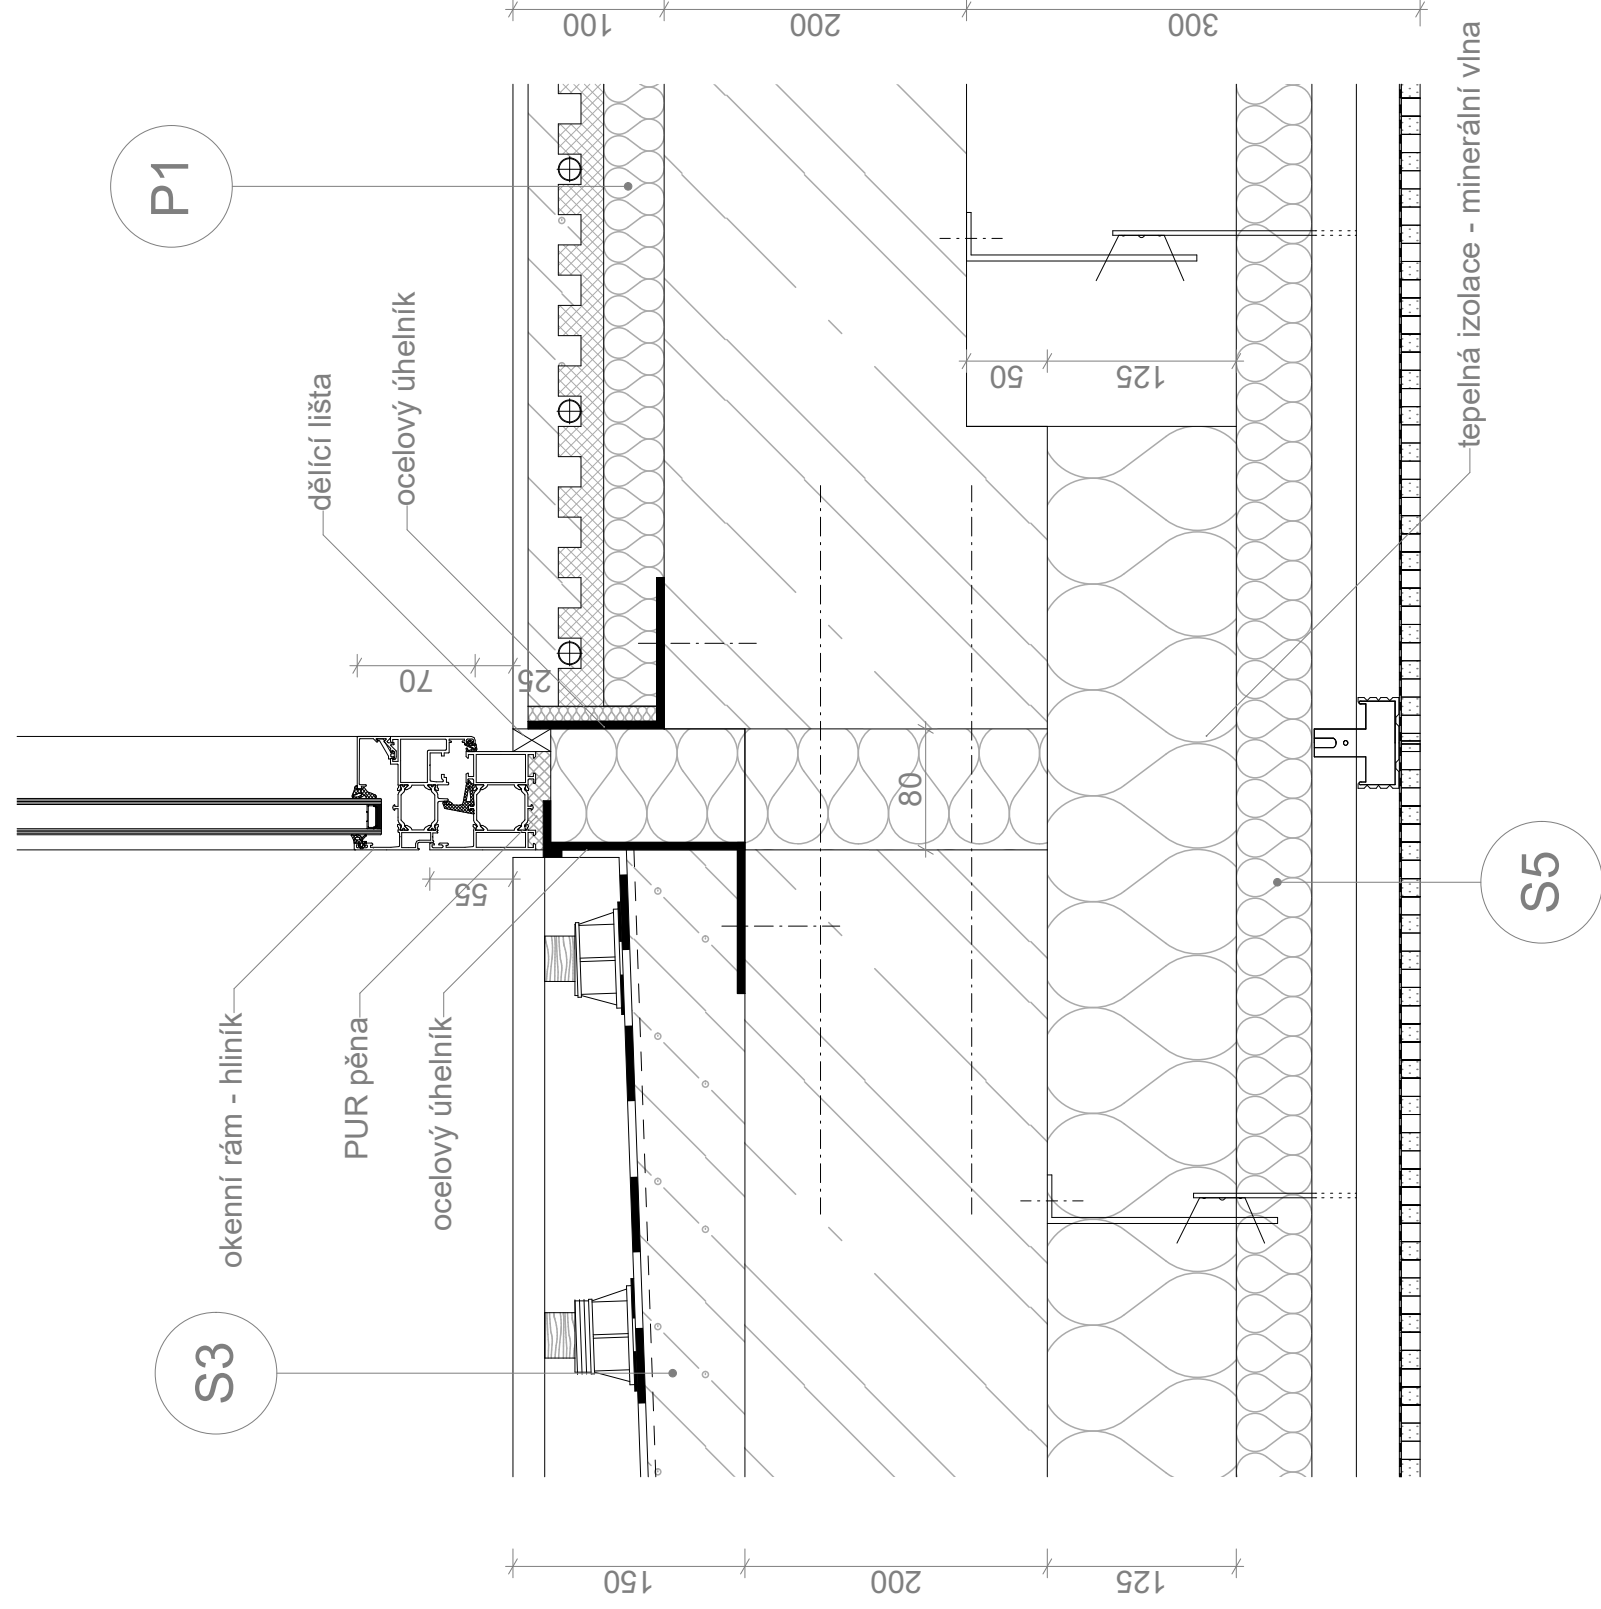 100
200
300
P1
tepelná izolace - minerální vlna
dělící lišta
ocelový úhelník
50
125
70
25
80
55
okenní rám - hliník
PUR pěna
ocelový úhelník
S5
S3
150
200
125